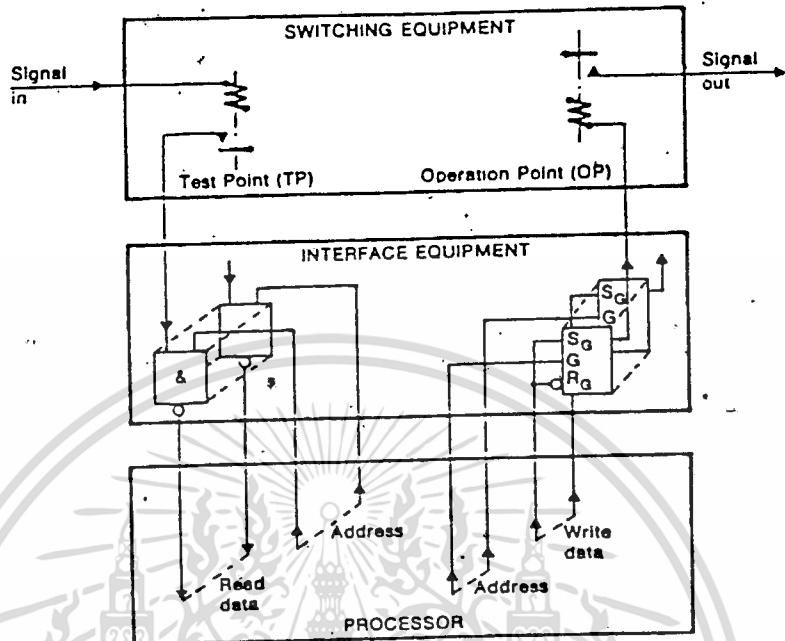 SWITCHING EQUIPMENT
Signal
in
Signal
out
Test Point (TP)
Operation Point (OP)
INTERFACE EQUIPMENT
&
s
S G
G
S G
G
R G
Address
Read
data
Address
Write
data
PROCESSOR